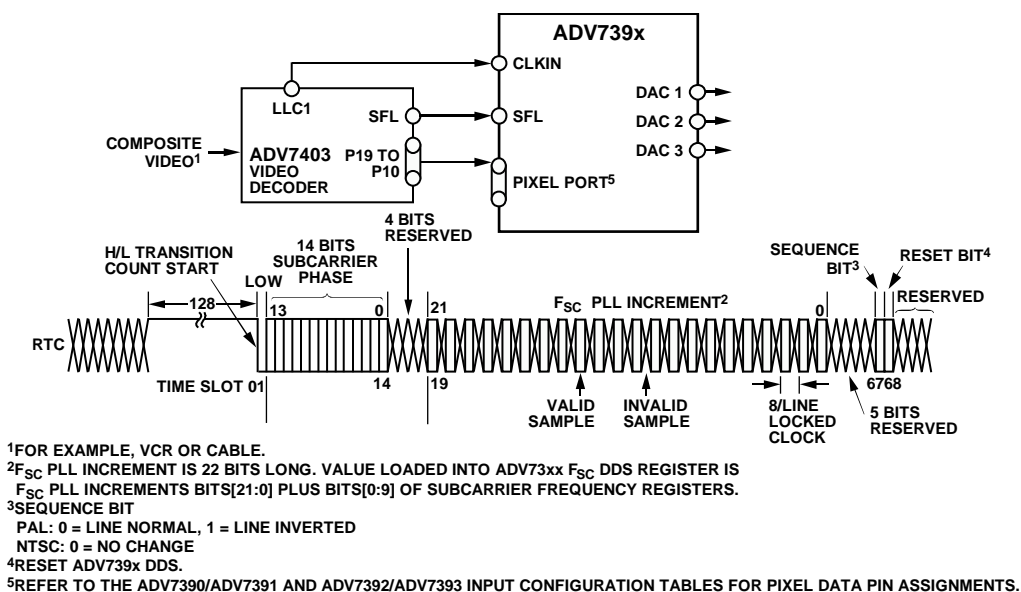 ADV739x
CLKIN
LLC1
DAC 1
SFL
SFL
DAC 2
COMPOSITE
VIDEO1
ADV7403
VIDEO
DECODER
P19 TO
P10
DAC 3
PIXEL PORT5
4 BITS
RESERVED
H/L TRANSITION
COUNT START
LOW
14 BITS
SUBCARRIER
PHASE
SEQUENCE
BIT3
RESET BIT4
RESERVED
128
13
0
21
FSC PLL INCREMENT2
0
RTC
TIME SLOT 01
14
19
VALID
SAMPLE
INVALID
SAMPLE
8/LINE
LOCKED
CLOCK
6768
5 BITS
RESERVED
1FOR EXAMPLE, VCR OR CABLE.
2FSC PLL INCREMENT IS 22 BITS LONG. VALUE LOADED INTO ADV73xx FSC DDS REGISTER IS
FSC PLL INCREMENTS BITS[21:0] PLUS BITS[0:9] OF SUBCARRIER FREQUENCY REGISTERS.
3SEQUENCE BIT
PAL: 0 = LINE NORMAL, 1 = LINE INVERTED
NTSC: 0 = NO CHANGE
4RESET ADV739x DDS.
5REFER TO THE ADV7390/ADV7391 AND ADV7392/ADV7393 INPUT CONFIGURATION TABLES FOR PIXEL DATA PIN ASSIGNMENTS.